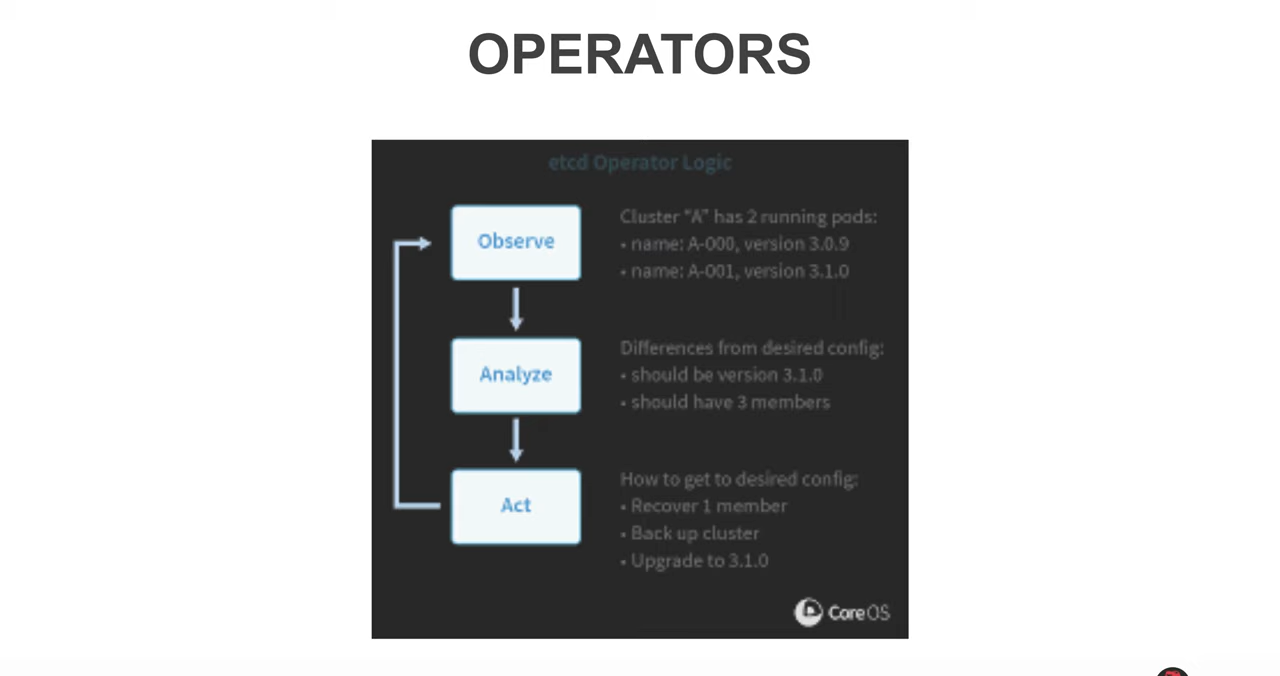 OPERATORS
etcd Operator Logic
Observe
Cluster "A" has 2 running pods:
• name: A-000, version 3.0.9
• name: A-001, version 3.1.0
Analyze
Differences from desired config:
• should be version 3.1.0
• should have 3 members
Act
How to get to desired config:
• Recover 1 member
• Back up cluster
• Upgrade to 3.1.0
CoreOS